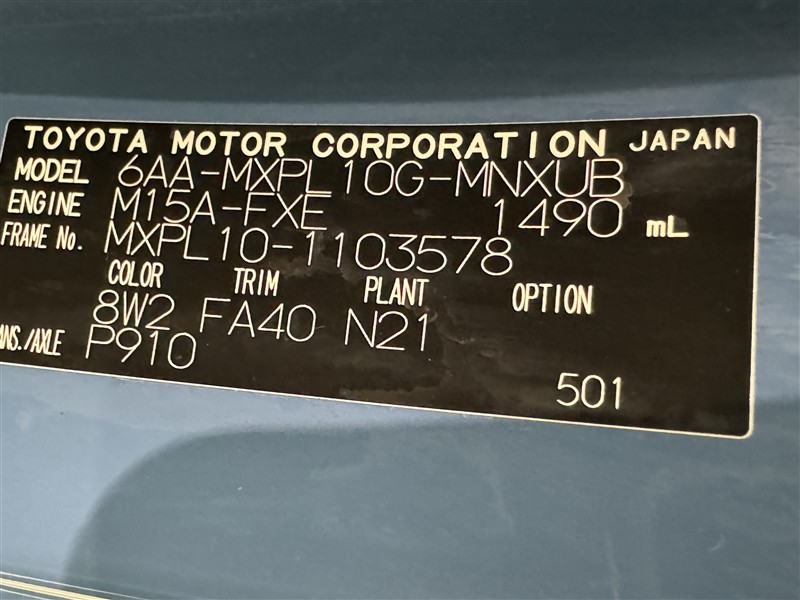 TOYOTA MOTOR CORPORATION JAPAN
MODEL 6AA-MXPL10G-MNXUB
ENGINE M15A-FXE 1490 mL
FRAME No. MXPL10-1103578
COLOR TRIM PLANT OPTION
8W2 FA40 N21
ANS./AXLE P910
501